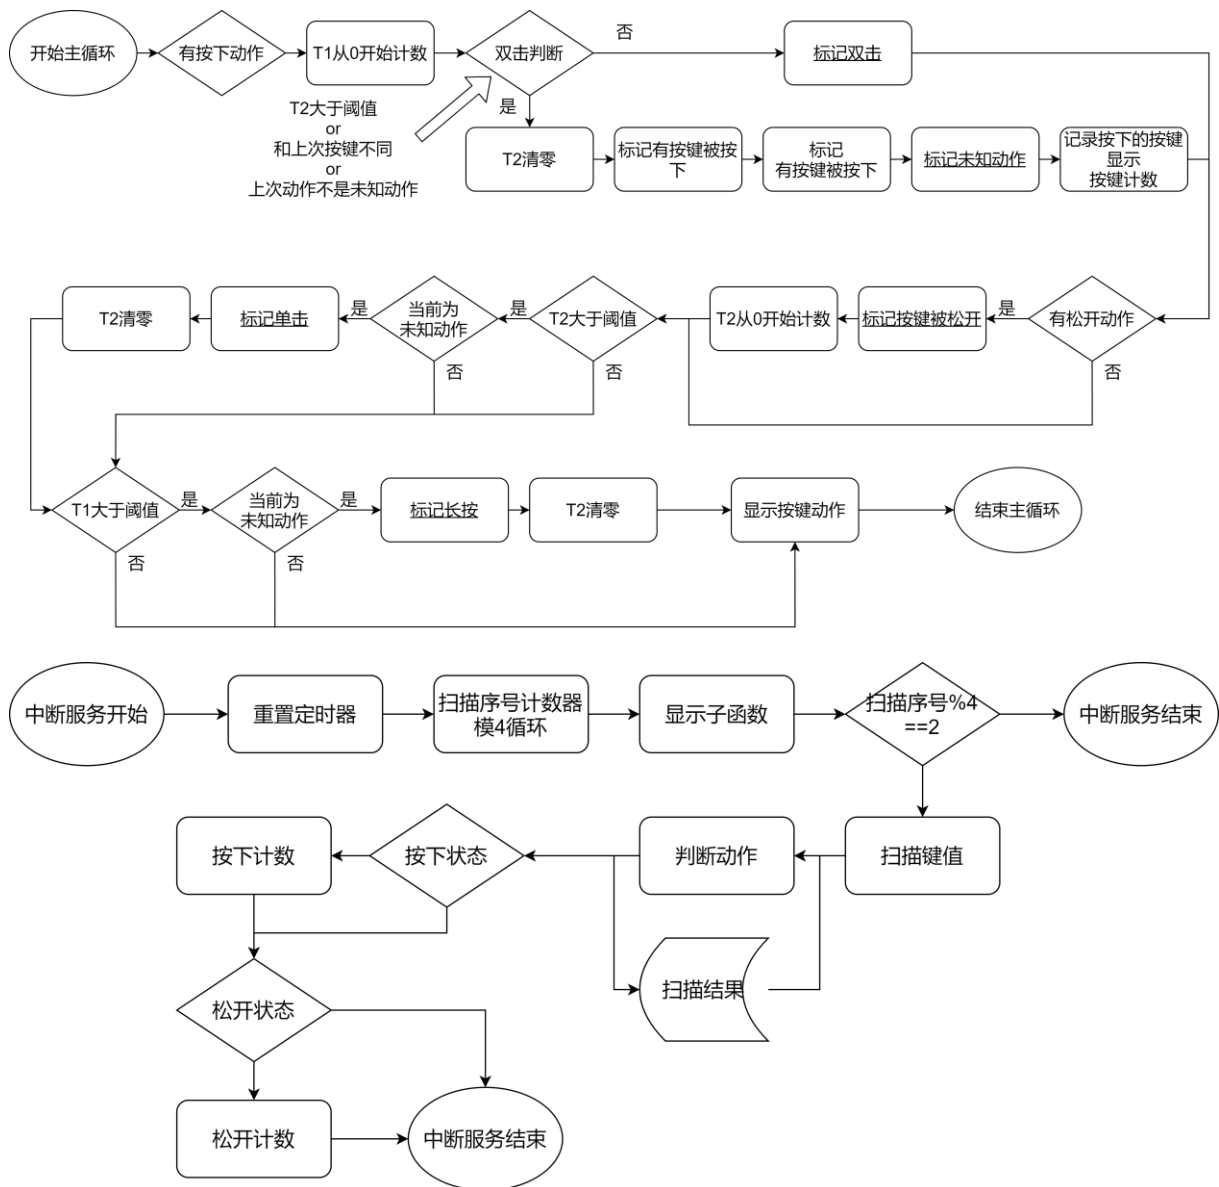 开始主循环
有按下动作
T1从0开始计数
双击判断
否
标记双击
T2大于阈值
or
和上次按键不同
or
上次动作不是未知动作
是
T2清零
标记有按键被按
下
标记
有按键被按下
标记未知动作
记录按下的按键
显示
按键计数
T2清零
标记单击
是
当前为
未知动作
否
是
T2大于阈值
否
T2从0开始计数
标记按键被松开
是
有松开动作
否
T1大于阈值
是
否
当前为
未知动作
是
否
标记长按
T2清零
显示按键动作
结束主循环
中断服务开始
重置定时器
扫描序号计数器
模4循环
显示子函数
扫描序号%4
==2
中断服务结束
按下计数
按下状态
判断动作
扫描键值
扫描结果
松开状态
松开计数
中断服务结束